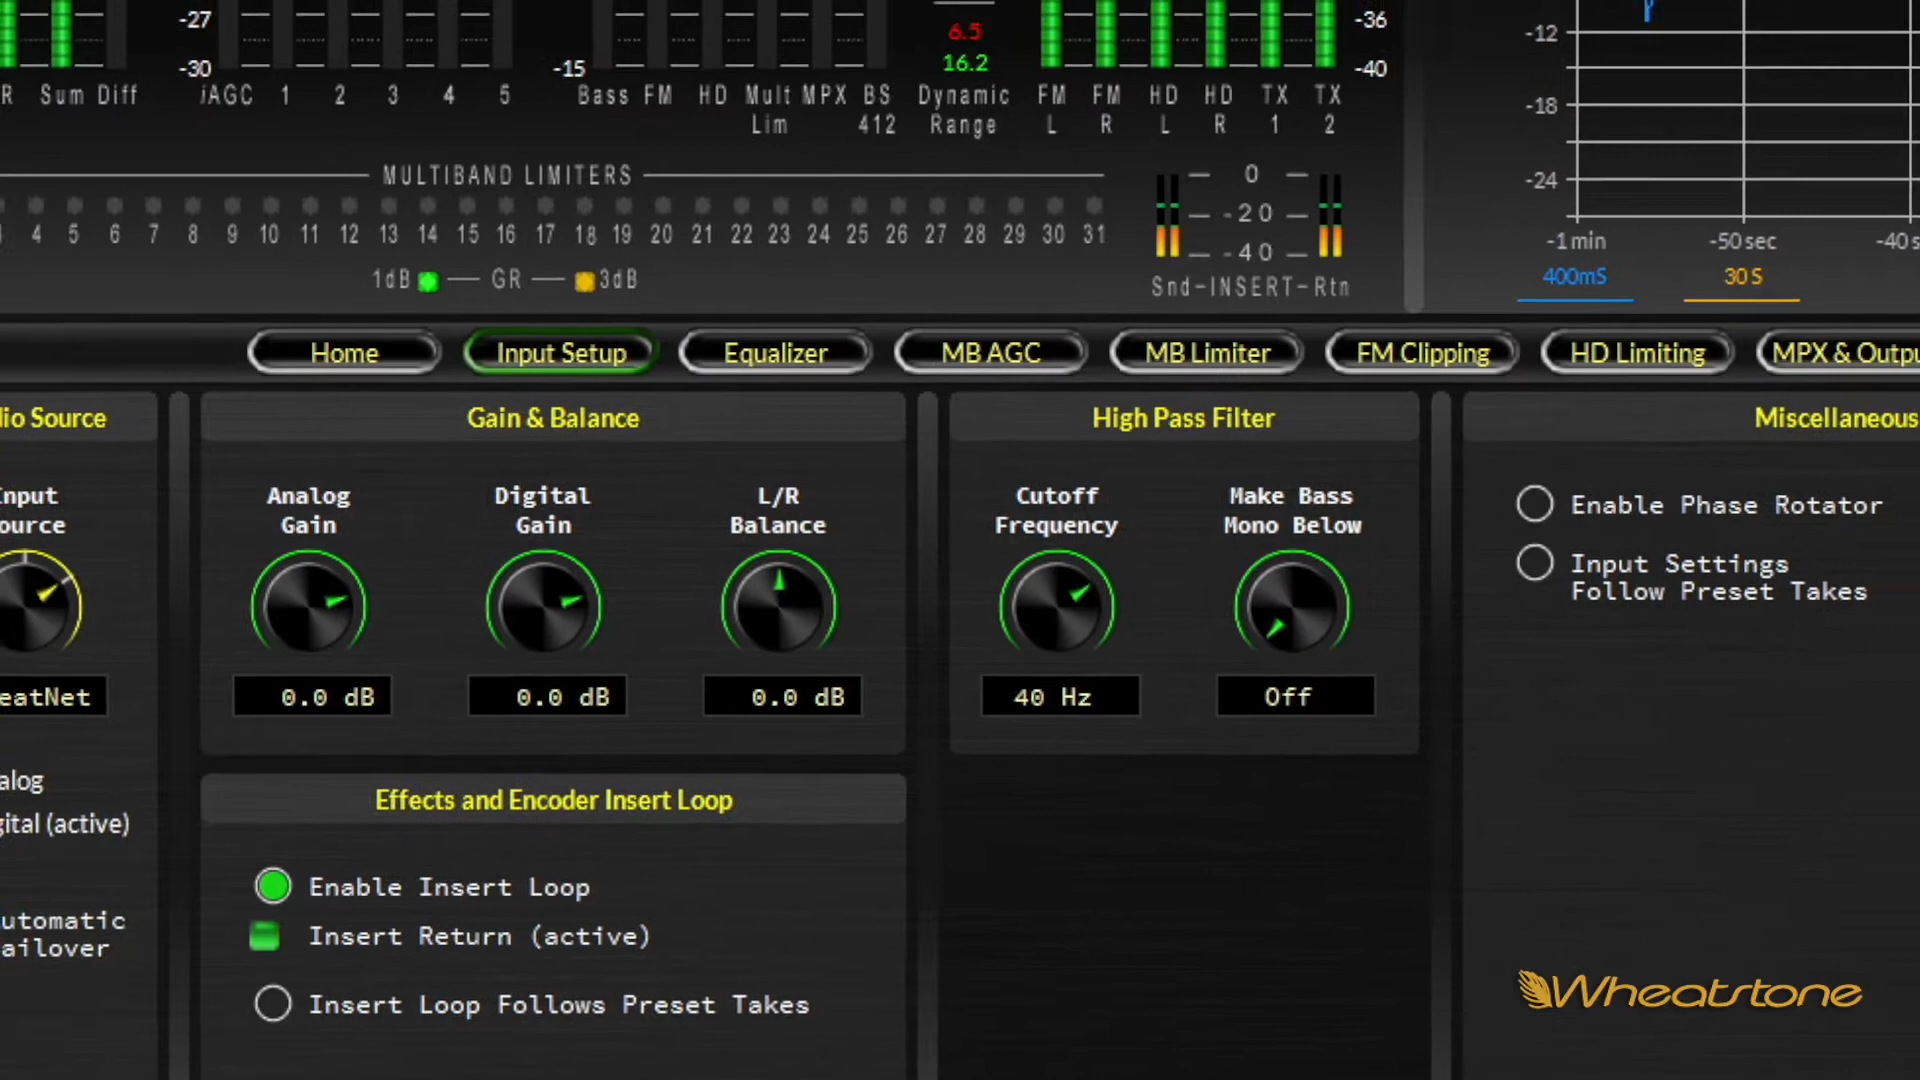 -27
-30
R Sum Diff
iAGC 1 2 3 4 5
-15
Bass FM HD Mult Lim MPX BS 412
6.5
16.2
Dynamic Range
FM L FM R HD L HD R TX 1 TX 2
-36
-40
-12
-18
-24
-1 min -50 sec -40 s
400mS 30 S
MULTIBAND LIMITERS
4 5 6 7 8 9 10 11 12 13 14 15 16 17 18 19 20 21 22 23 24 25 26 27 28 29 30 31
1dB GR 3dB
0
-20
-40
Snd-INSERT-Rtn
Home Input Setup Equalizer MB AGC MB Limiter FM Clipping HD Limiting MPX & Outpu
io Source
Input
ource
eatNet
alog
gital (active)
utomatic
ailover
Gain & Balance
Analog Gain
Digital Gain
L/R Balance
0.0 dB 0.0 dB 0.0 dB
High Pass Filter
Cutoff Frequency
Make Bass Mono Below
40 Hz Off
Miscellaneous
Enable Phase Rotator
Input Settings
Follow Preset Takes
Effects and Encoder Insert Loop
Enable Insert Loop
Insert Return (active)
Insert Loop Follows Preset Takes
Wheatstone